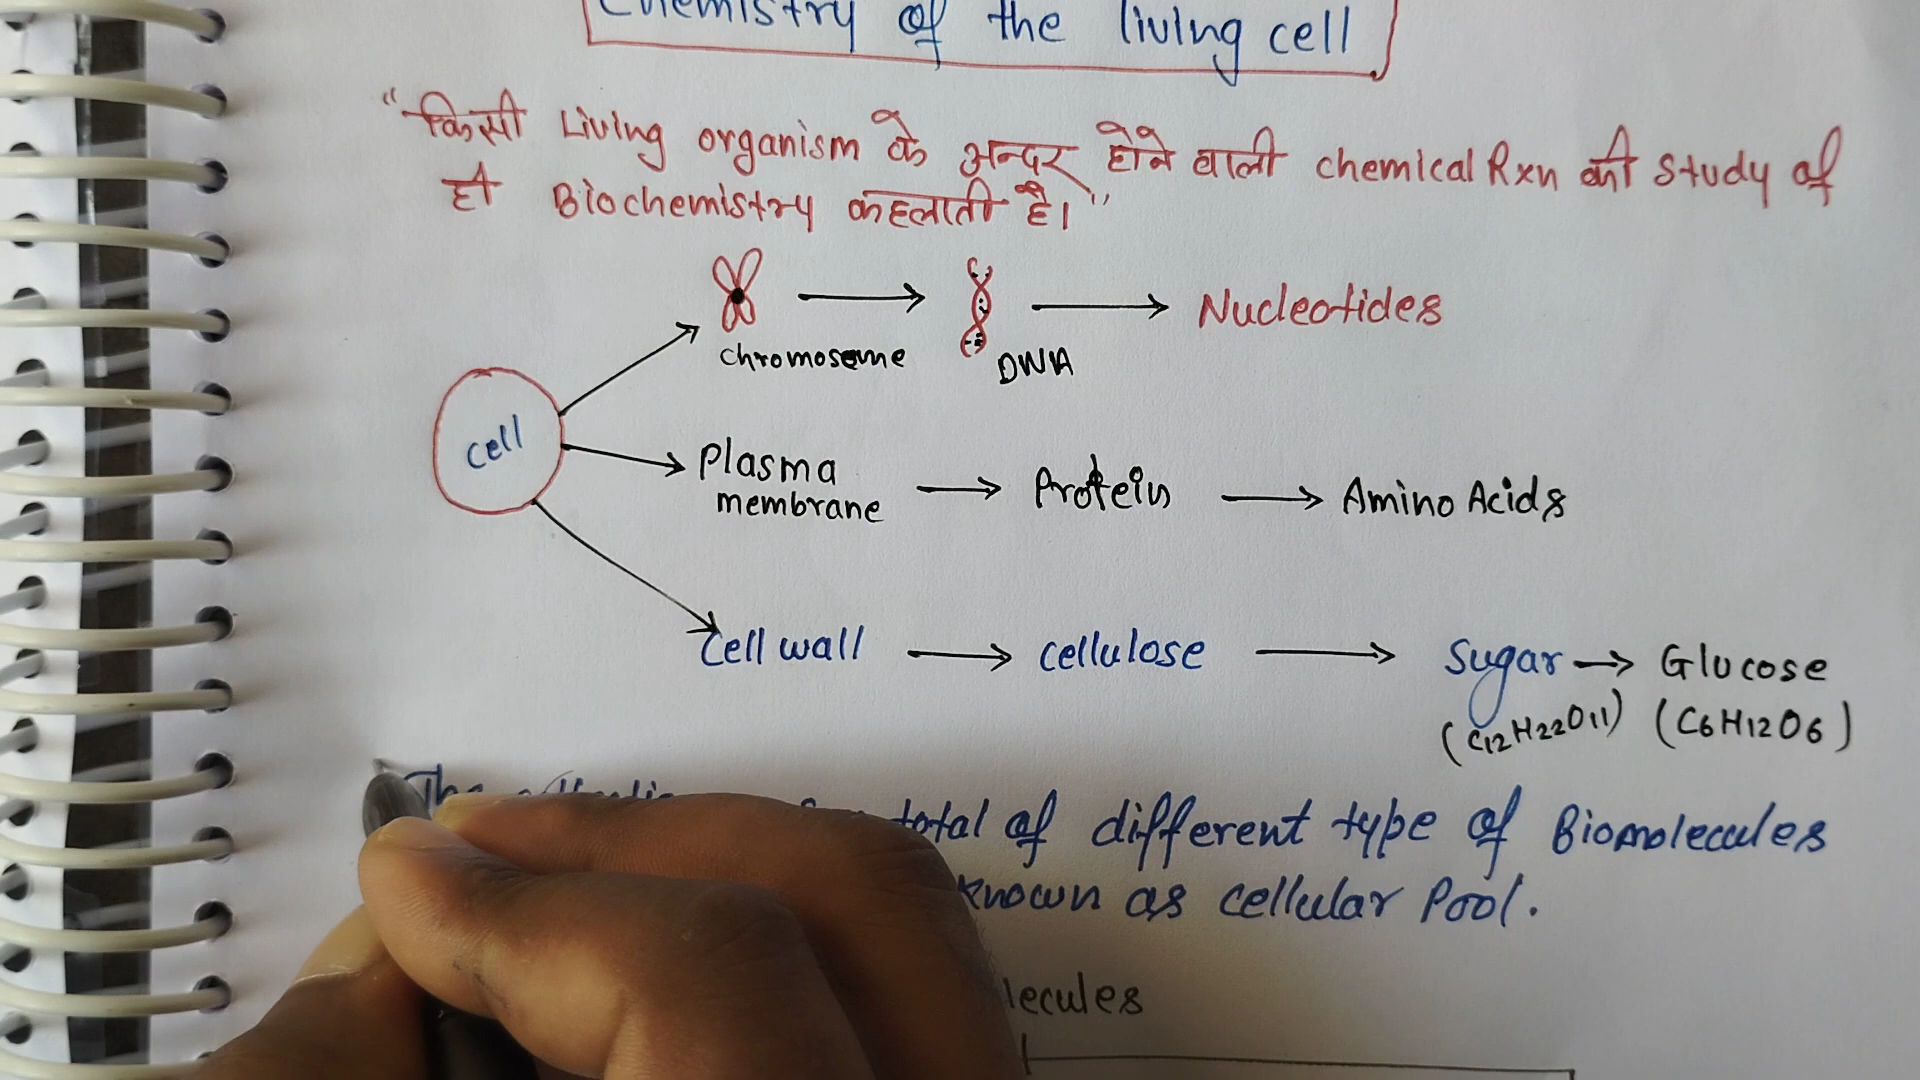 Chemistry of the living cell
"किसी Living organism के अन्दर होने वाली chemical Rxn की study of
ही Biochemistry कहलाती है।"
chromosome
DNA
Nucleotides
cell
Plasma
membrane
Protein
Amino Acids
Cell wall
cellulose
Sugar
Glucose
(C12H22O11)
(C6H12O6)
The total of different type of Biomolecules
known as cellular Pool.